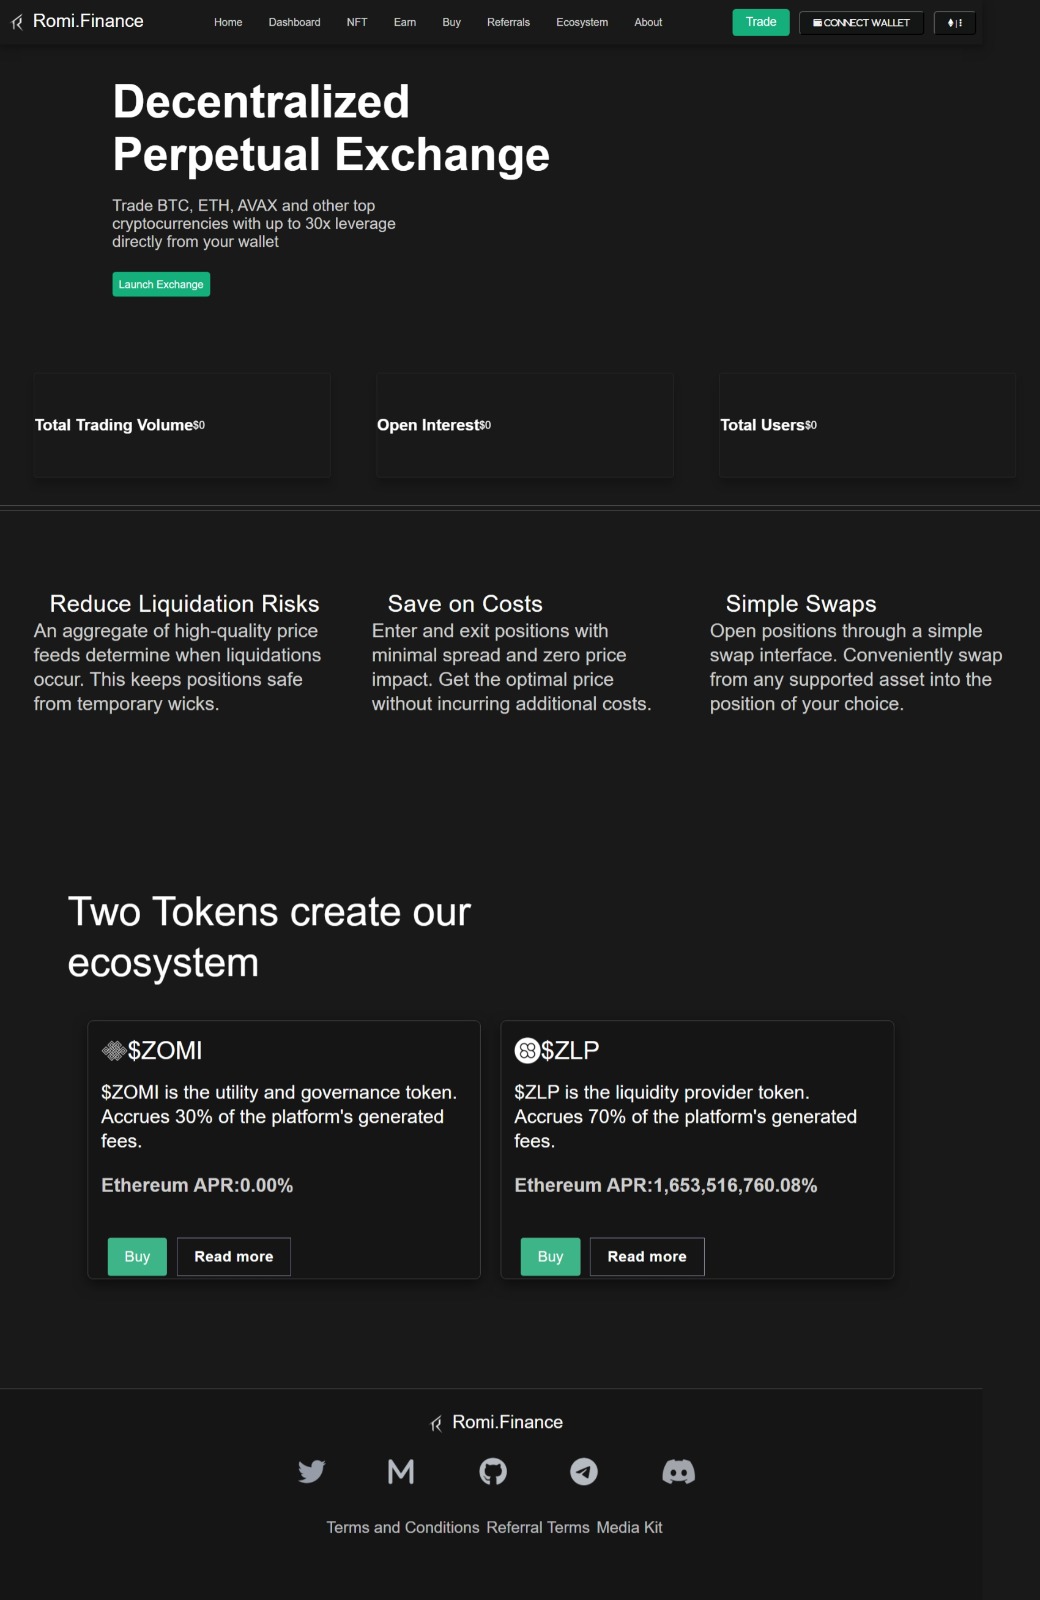 Romi.Finance
Home Dashboard NFT Earn Buy Referrals Ecosystem About
Trade
CONNECT WALLET
Decentralized
Perpetual Exchange
Trade BTC, ETH, AVAX and other top
cryptocurrencies with up to 30x leverage
directly from your wallet
Launch Exchange
Total Trading Volume$0
Open Interest$0
Total Users$0
Reduce Liquidation Risks
An aggregate of high-quality price
feeds determine when liquidations
occur. This keeps positions safe
from temporary wicks.
Save on Costs
Enter and exit positions with
minimal spread and zero price
impact. Get the optimal price
without incurring additional costs.
Simple Swaps
Open positions through a simple
swap interface. Conveniently swap
from any supported asset into the
position of your choice.
Two Tokens create our
ecosystem
$ZOMI
$ZOMI is the utility and governance token.
Accrues 30% of the platform's generated
fees.
Ethereum APR:0.00%
Buy
Read more
$ZLP
$ZLP is the liquidity provider token.
Accrues 70% of the platform's generated
fees.
Ethereum APR:1,653,516,760.08%
Buy
Read more
Romi.Finance
Terms and Conditions Referral Terms Media Kit